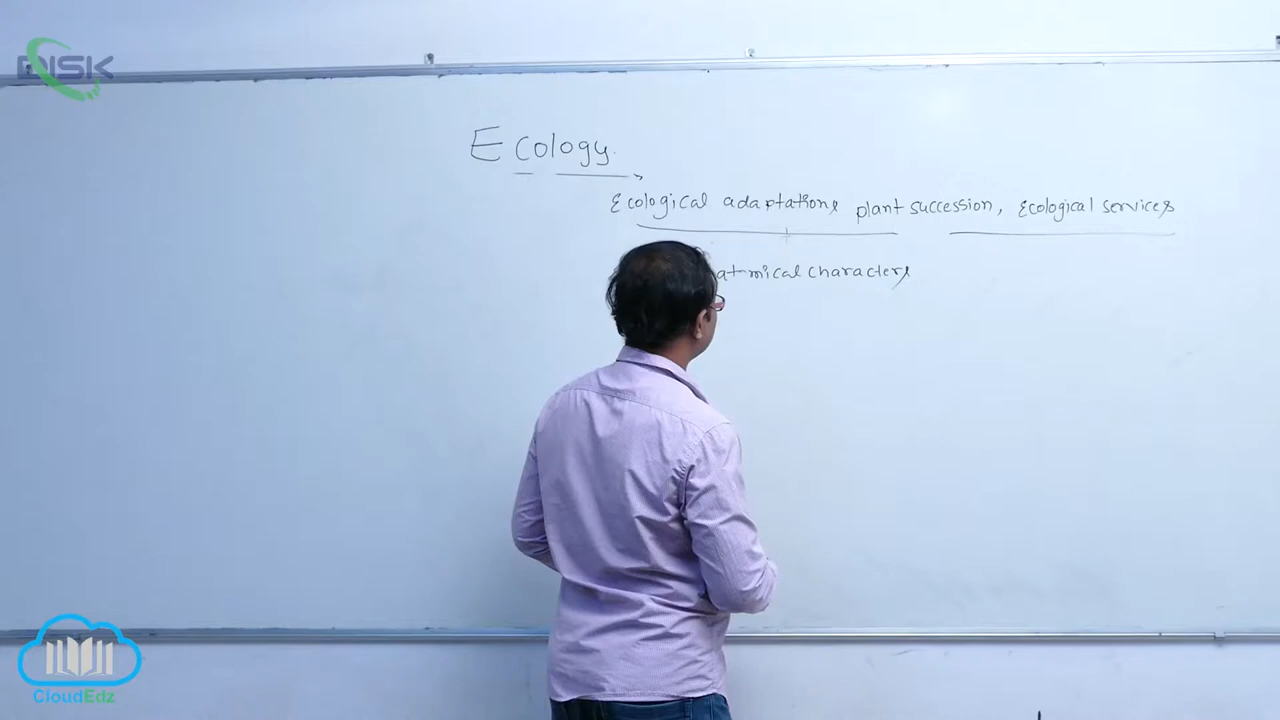 DISK
Ecology.
Ecological adaptations plant succession, Ecological services
atmical characters
CloudEdz